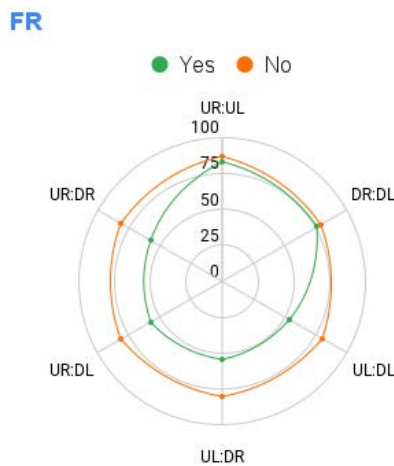 FR
Yes No
UR:UL
100
75
50
25
0
UR:DR
DR:DL
UR:DL
UL:DL
UL:DR